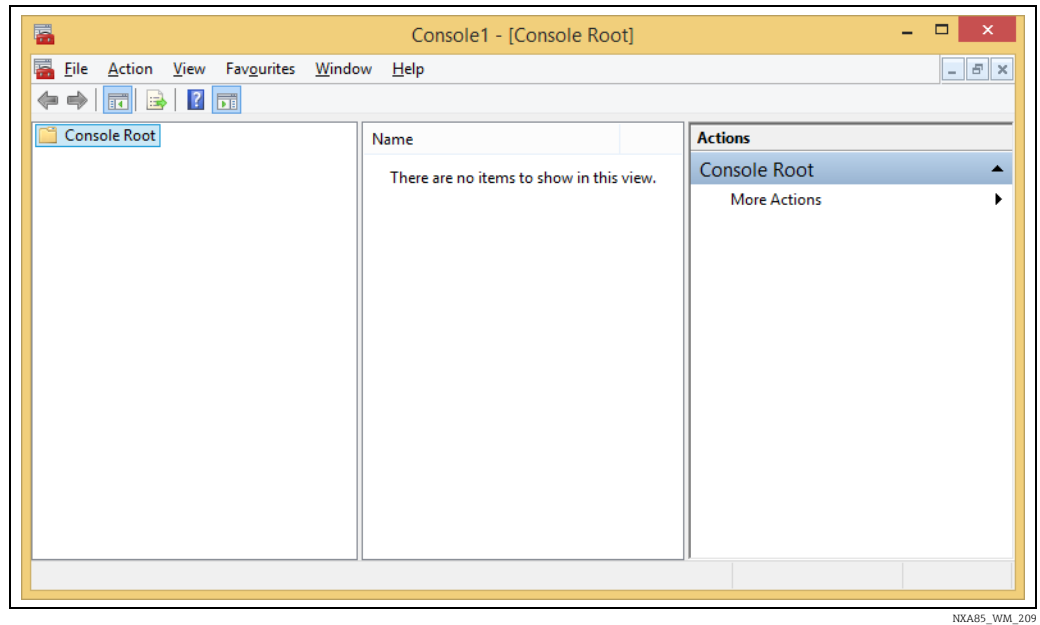 Console1 - [Console Root]
File Action View Favourites Window Help
Console Root
Name
There are no items to show in this view.
Actions
Console Root
More Actions
NXA85_WM_209